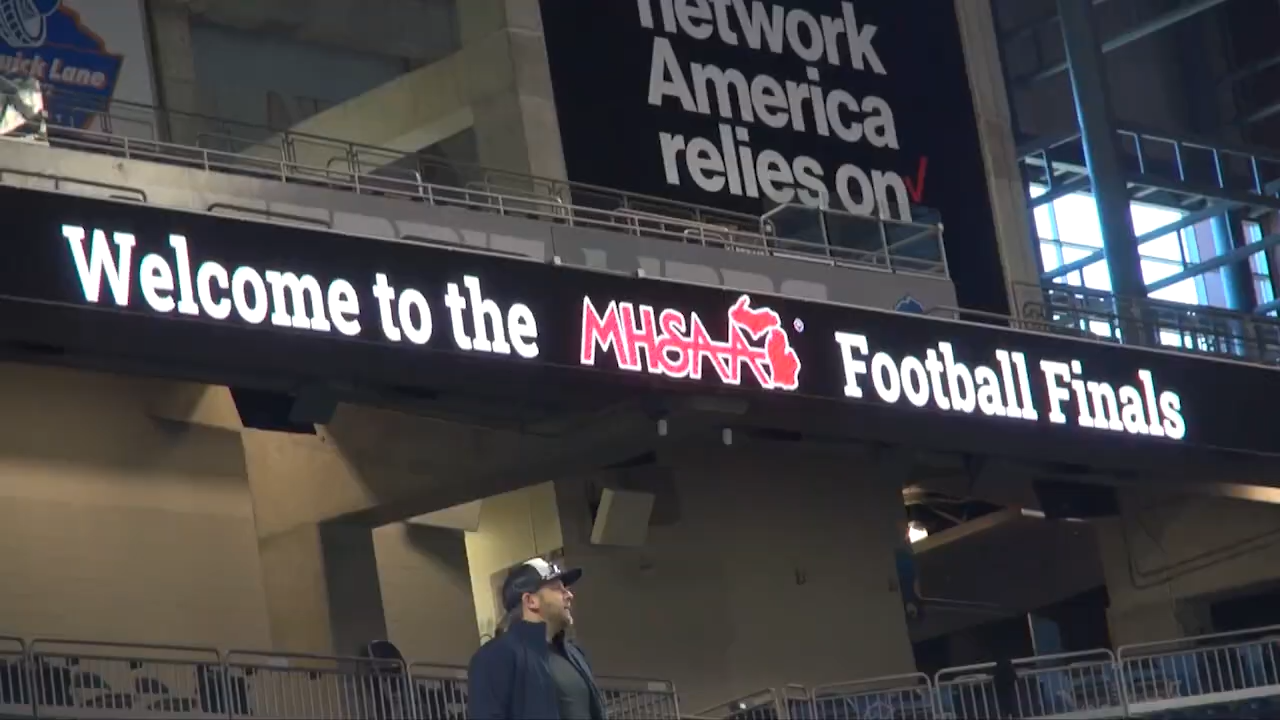 Quick Lane
network
America
relies on
Welcome to the MHSAA Football Finals